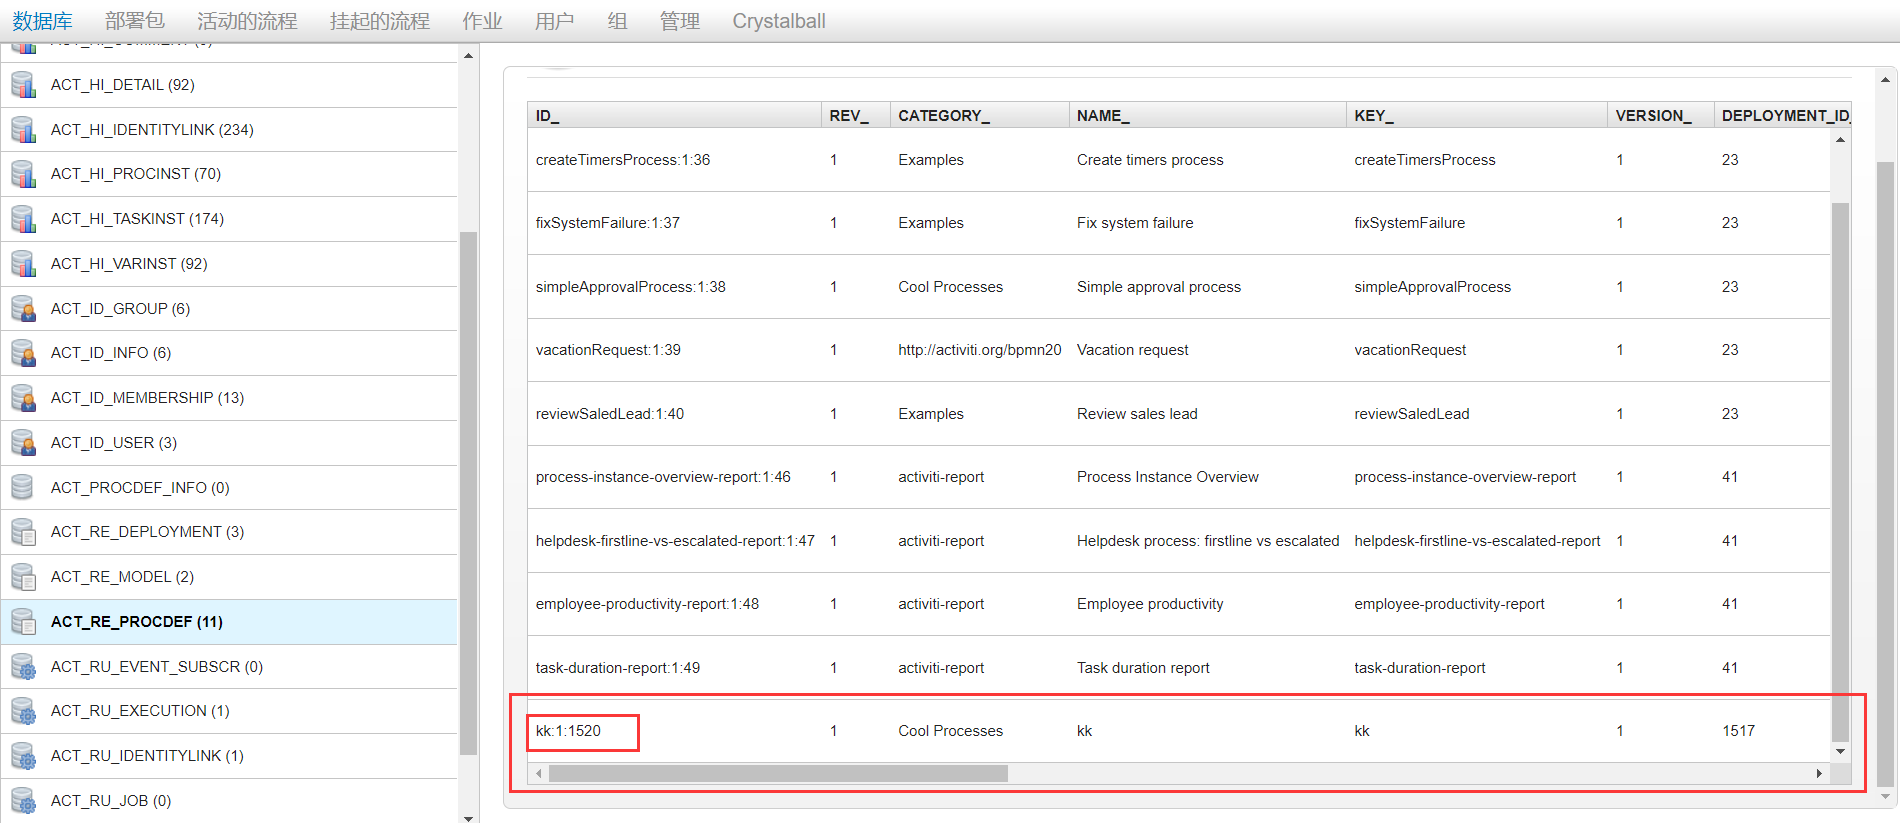 数据库 部署包 活动的流程 挂起的流程 作业 用户 组 管理 Crystalball
ACT_HI_COMMENT (0)
ACT_HI_DETAIL (92)
ACT_HI_IDENTITYLINK (234)
ACT_HI_PROCINST (70)
ACT_HI_TASKINST (174)
ACT_HI_VARINST (92)
ACT_ID_GROUP (6)
ACT_ID_INFO (6)
ACT_ID_MEMBERSHIP (13)
ACT_ID_USER (3)
ACT_PROCDEF_INFO (0)
ACT_RE_DEPLOYMENT (3)
ACT_RE_MODEL (2)
ACT_RE_PROCDEF (11)
ACT_RU_EVENT_SUBSCR (0)
ACT_RU_EXECUTION (1)
ACT_RU_IDENTITYLINK (1)
ACT_RU_JOB (0)
ID_ REV_ CATEGORY_ NAME_ KEY_ VERSION_ DEPLOYMENT_ID_
createTimersProcess:1:36 1 Examples Create timers process createTimersProcess 1 23
fixSystemFailure:1:37 1 Examples Fix system failure fixSystemFailure 1 23
simpleApprovalProcess:1:38 1 Cool Processes Simple approval process simpleApprovalProcess 1 23
vacationRequest:1:39 1 http://activiti.org/bpmn20 Vacation request vacationRequest 1 23
reviewSaledLead:1:40 1 Examples Review sales lead reviewSaledLead 1 23
process-instance-overview-report:1:46 1 activiti-report Process Instance Overview process-instance-overview-report 1 41
helpdesk-firstline-vs-escalated-report:1:47 1 activiti-report Helpdesk process: firstline vs escalated helpdesk-firstline-vs-escalated-report 1 41
employee-productivity-report:1:48 1 activiti-report Employee productivity employee-productivity-report 1 41
task-duration-report:1:49 1 activiti-report Task duration report task-duration-report 1 41
kk:1:1520 1 Cool Processes kk kk 1 1517